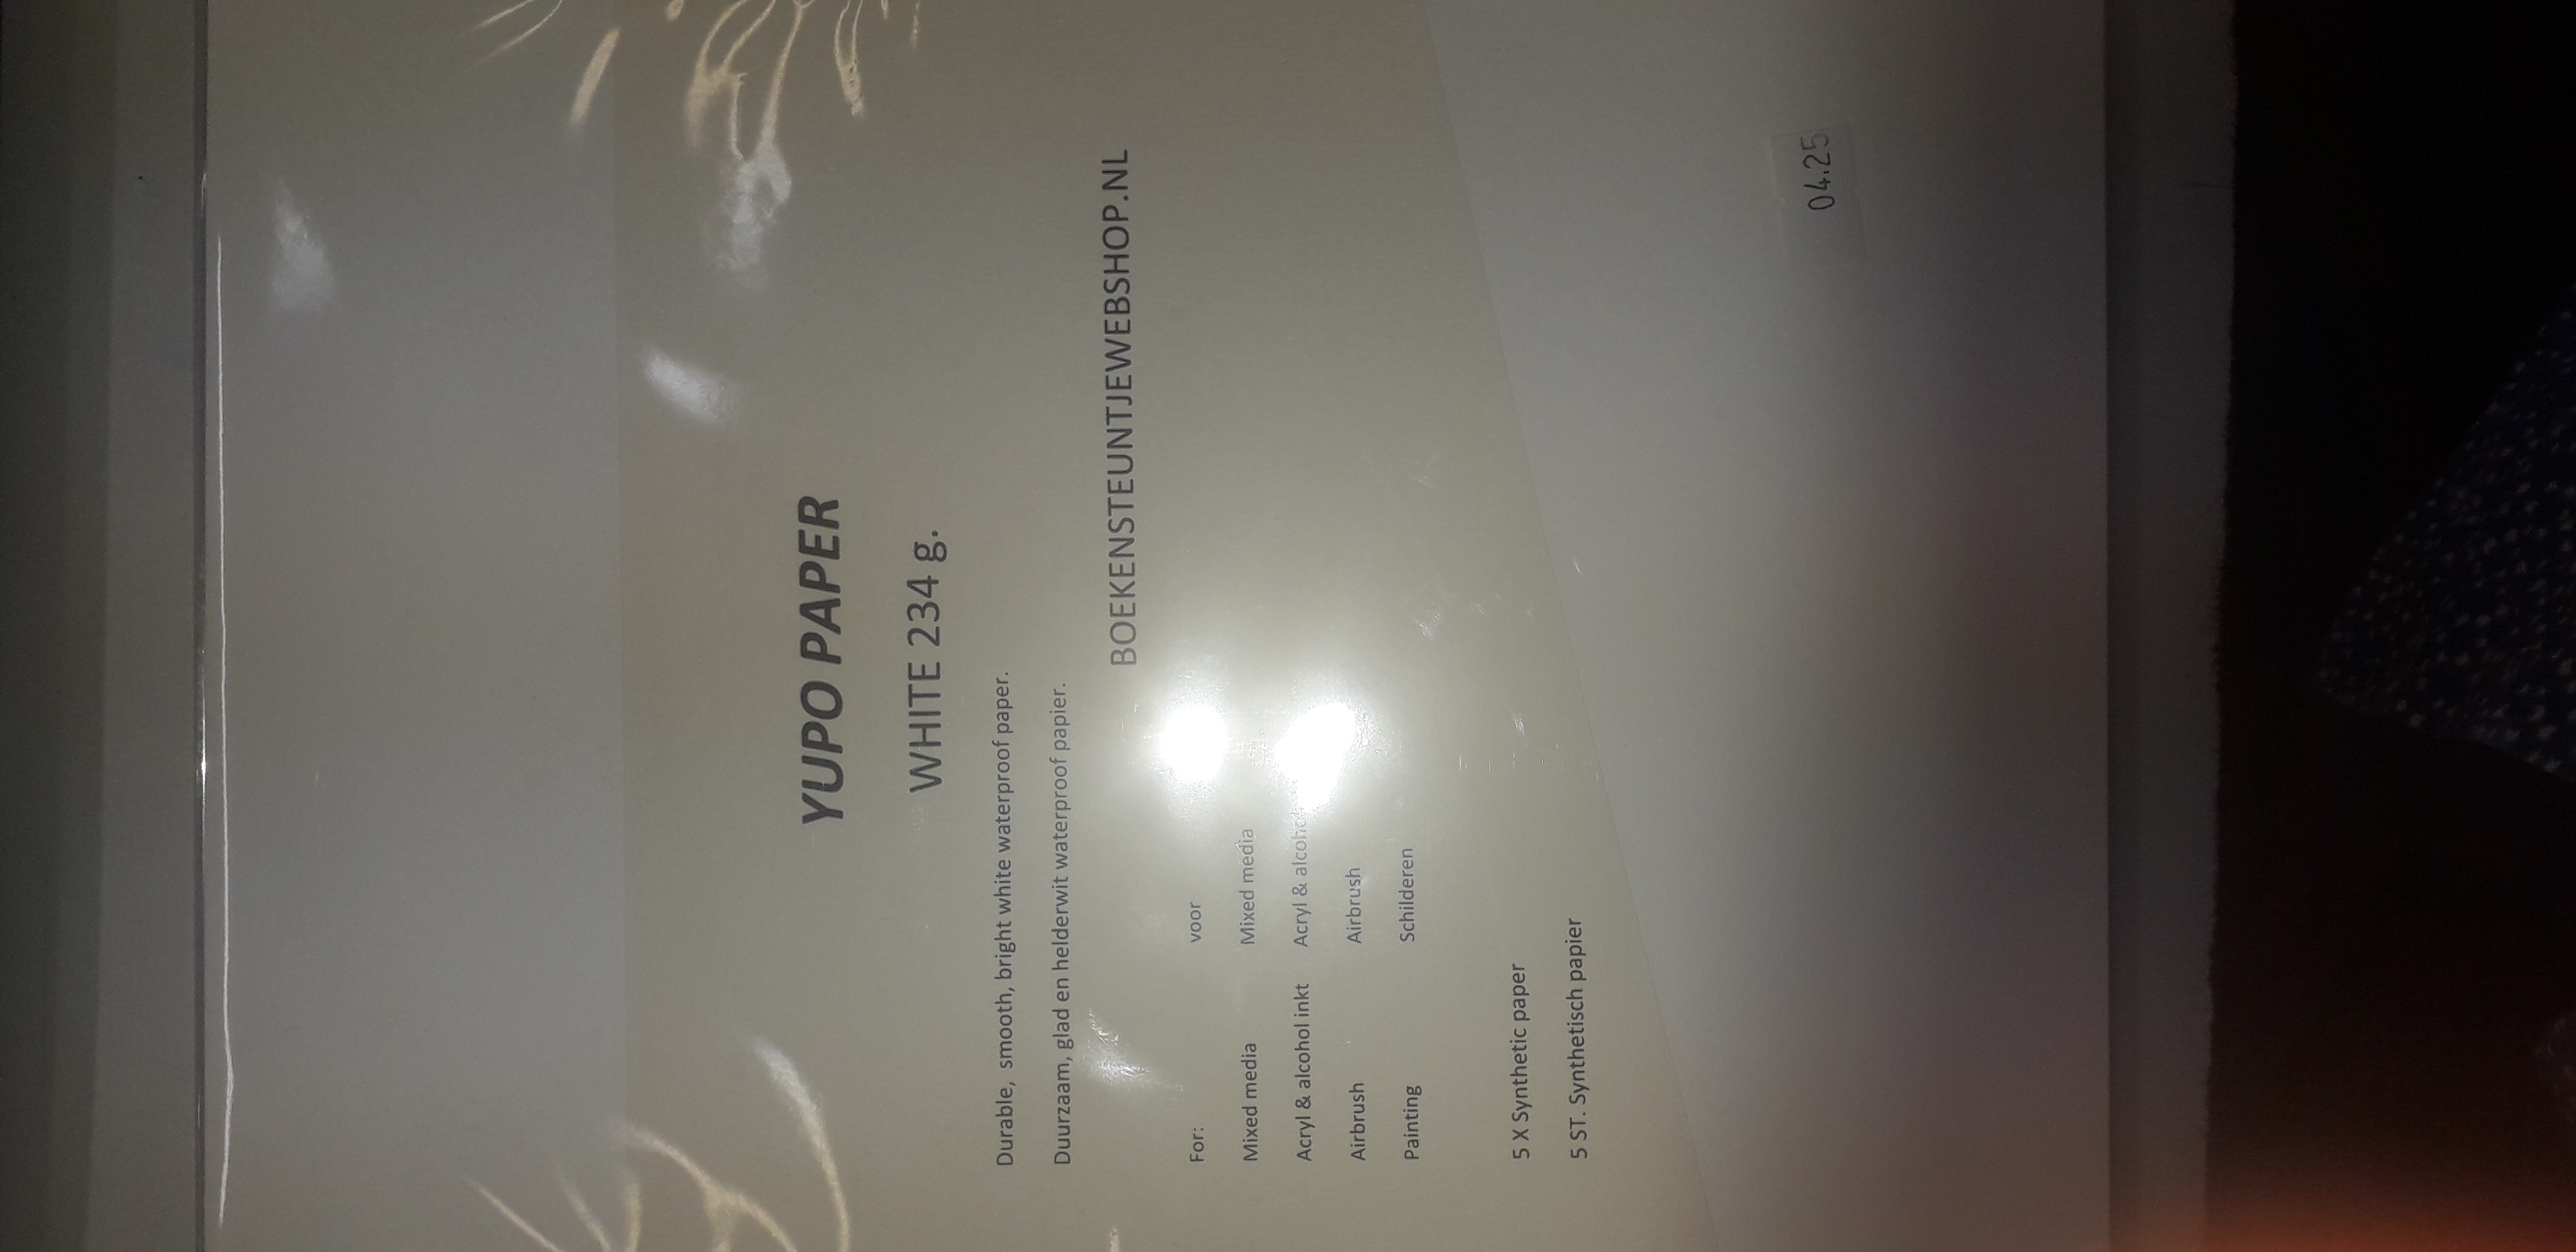 YUPO PAPER
WHITE 234 g.
Durable, smooth, bright white waterproof paper.
Duurzaam, glad en helderwit waterproof papier.
BOEKENSTEUNTJEWEBSHOP.NL
For: voor
Mixed media Mixed media
Acryl & alcohol inkt Acryl &
Airbrush Airbrush
Painting Schilderen
5 X Synthetic paper
5 ST. Synthetisch papier
04.25